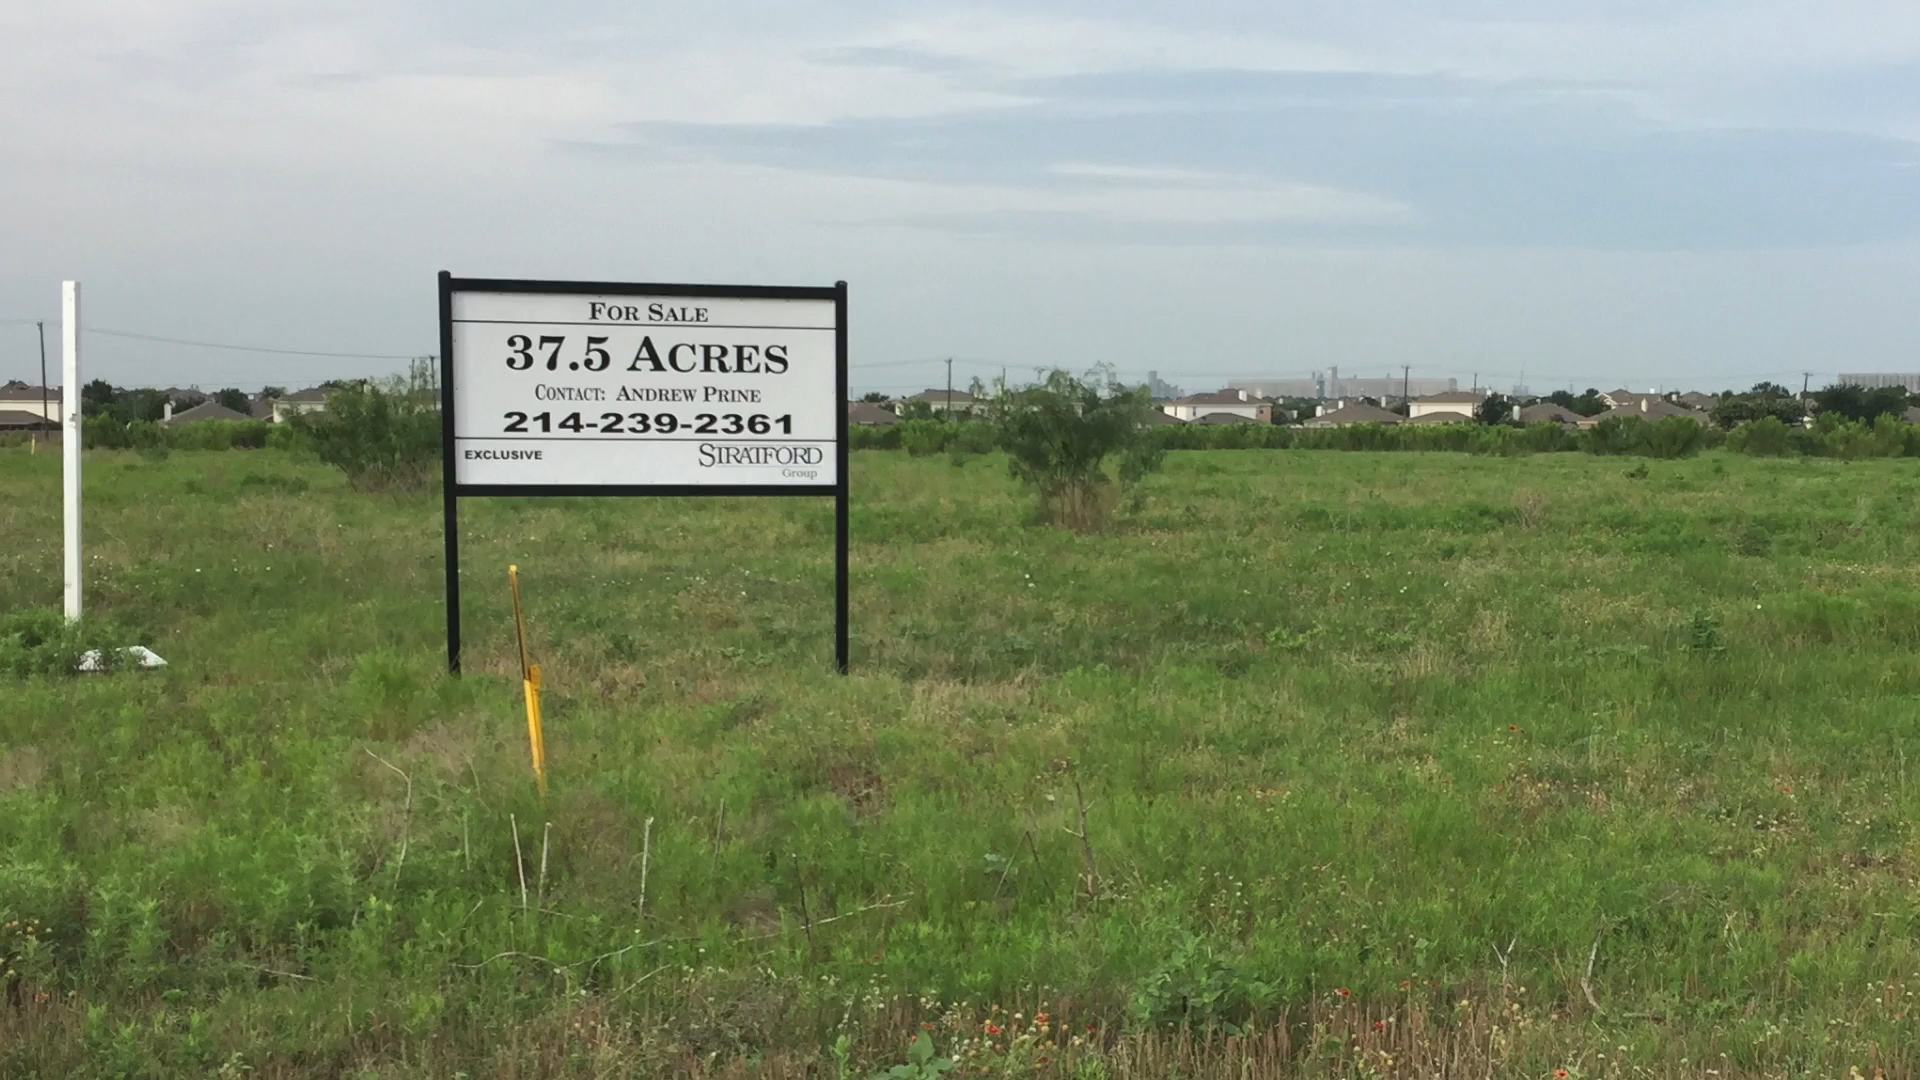 For Sale
37.5 Acres
Contact: Andrew Prine
214-239-2361
EXCLUSIVE
STRATFORD
Group